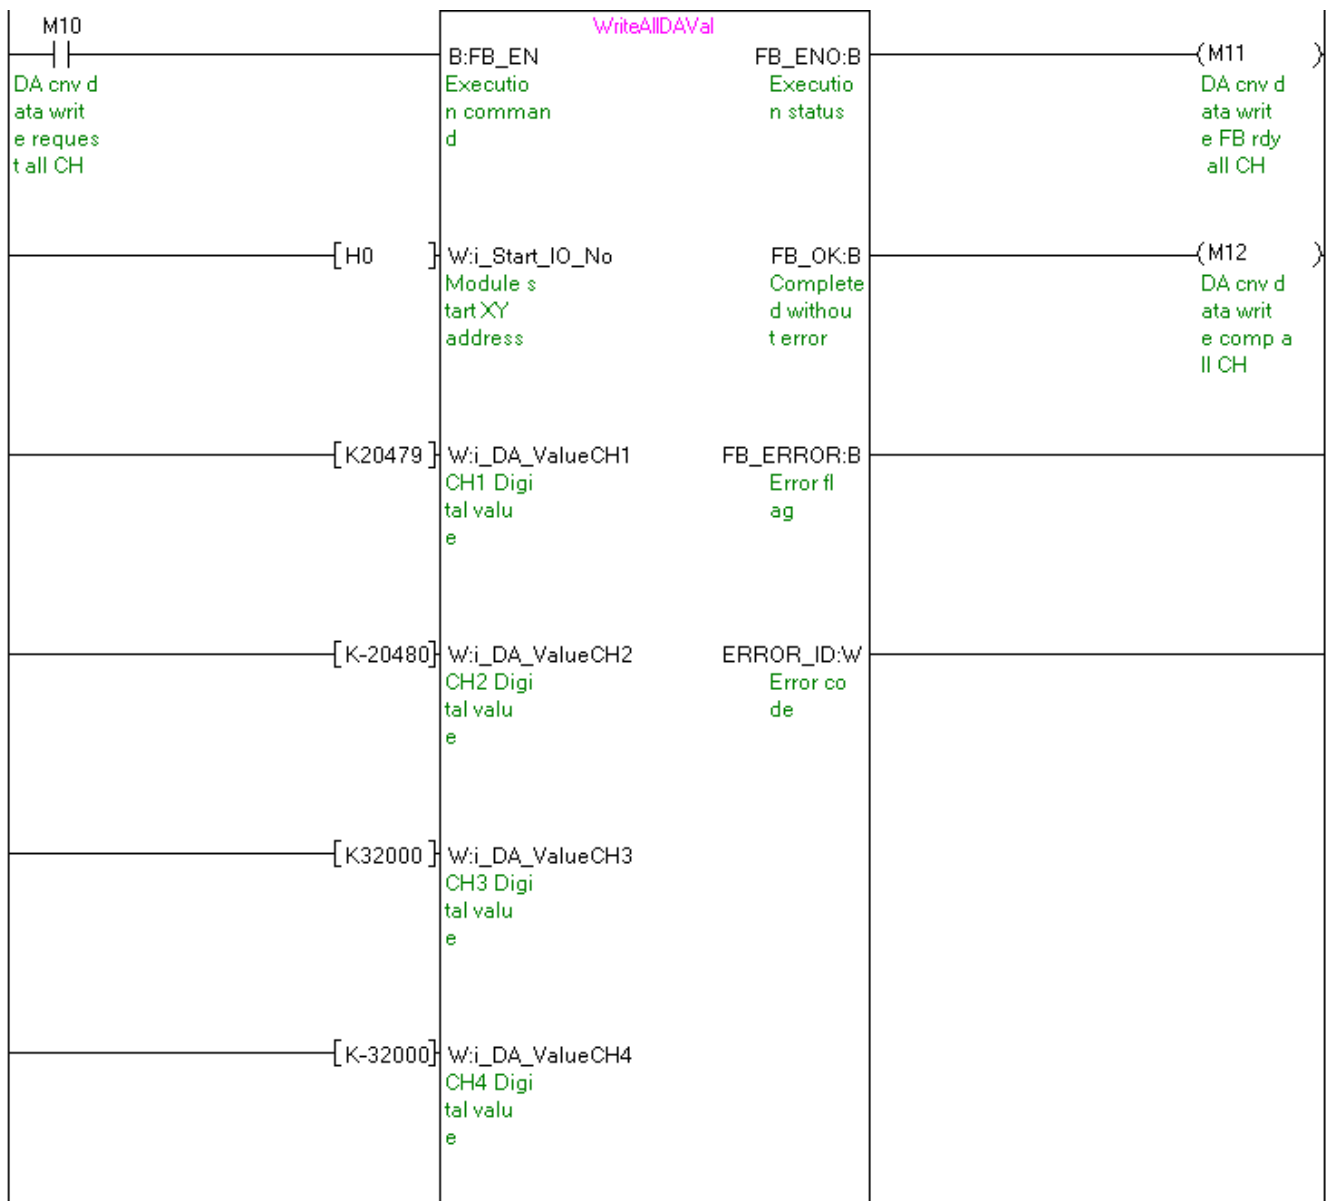 M10
WriteAllDAVal
B:FB_EN FB_ENO:B (M11 )
DA cnv d Executio Executio DA cnv d
ata writ n comman n status ata writ
e reques d e FB rdy
t all CH all CH
[H0 ] W:i_Start_IO_No FB_OK:B (M12 )
Module s Complete DA cnv d
tart XY d withou ata writ
address t error e comp a
ll CH
[K20479 ] W:i_DA_ValueCH1 FB_ERROR:B
CH1 Digi Error fl
tal valu ag
e
[K-20480] W:i_DA_ValueCH2 ERROR_ID:W
CH2 Digi Error co
tal valu de
e
[K32000 ] W:i_DA_ValueCH3
CH3 Digi
tal valu
e
[K-32000] W:i_DA_ValueCH4
CH4 Digi
tal valu
e